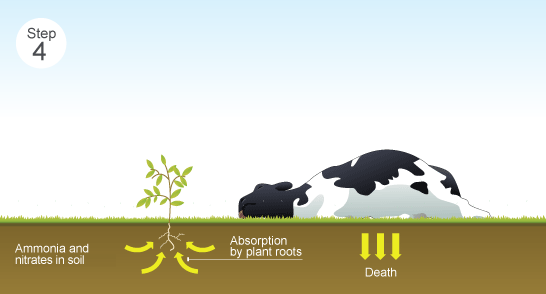 Step
4
Ammonia and
nitrates in soil
Absorption
by plant roots
Death